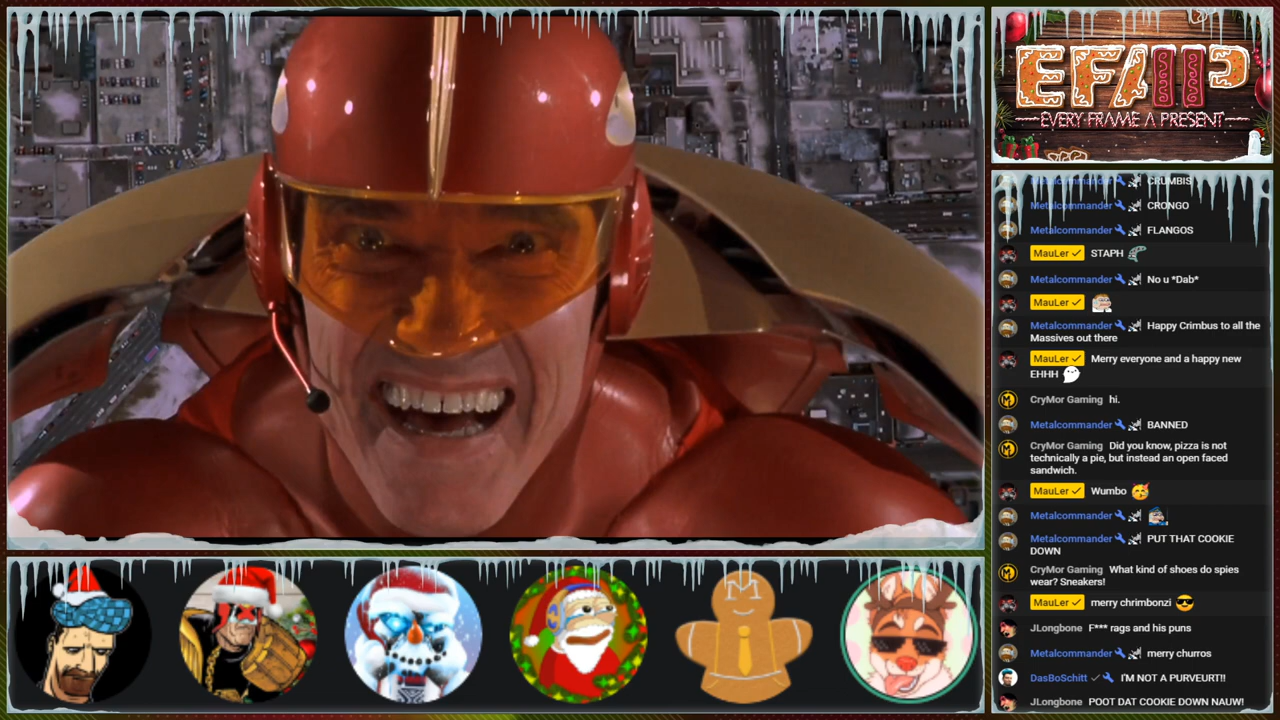 EFAP
EVERY FRAME A PRESENT
Metalcommander CRUMBIS
Metalcommander CRONGO
Metalcommander FLANGOS
MauLer STAPH
Metalcommander No u *Dab*
MauLer
Metalcommander Happy Crimbus to all the
Massives out there
MauLer Merry everyone and a happy new
EHHH
CryMor Gaming hi.
Metalcommander BANNED
CryMor Gaming Did you know, pizza is not
technically a pie, but instead an open faced
sandwich.
MauLer Wumbo
Metalcommander
Metalcommander PUT THAT COOKIE
DOWN
CryMor Gaming What kind of shoes do spies
wear? Sneakers!
MauLer merry chrimbonzi
JLongbone F*** rags and his puns
Metalcommander merry churros
DasBoSchitt I'M NOT A PURVEURT!!
JLongbone POOT DAT COOKIE DOWN NAUW!
M